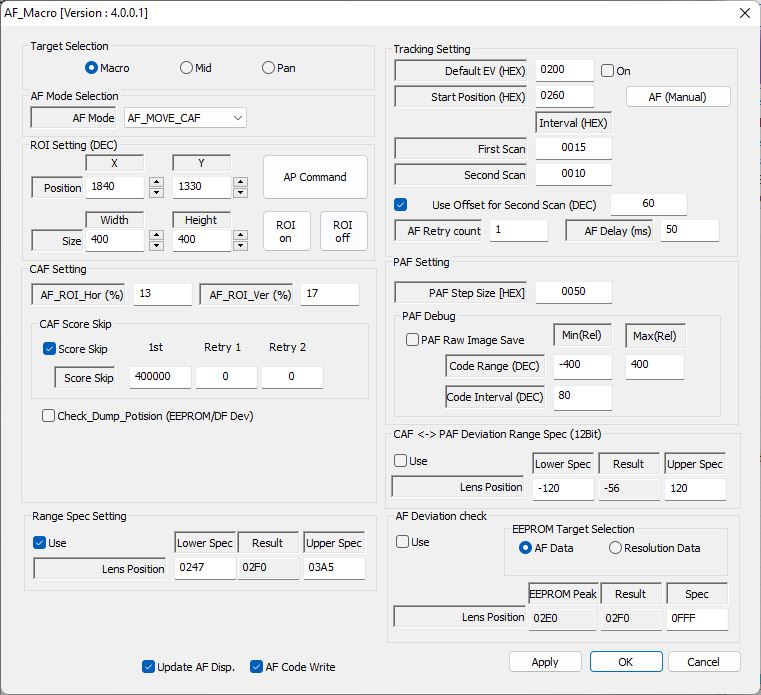 AF_Macro [Version : 4.0.0.1]
Target Selection
Macro
Mid
Pan
AF Mode Selection
AF Mode
AF_MOVE_CAF
ROI Setting (DEC)
X
Y
Position
1840
1330
AP Command
Width
Height
Size
400
400
ROI
on
ROI
off
CAF Setting
AF_ROI_Hor (%)
13
AF_ROI_Ver (%)
17
CAF Score Skip
Score Skip
1st
Retry 1
Retry 2
Score Skip
400000
0
0
Check_Dump_Potision (EEPROM/DF Dev)
Range Spec Setting
Use
Lower Spec
Result
Upper Spec
Lens Position
0247
02F0
03A5
Tracking Setting
Default EV (HEX)
0200
On
Start Position (HEX)
0260
AF (Manual)
Interval (HEX)
First Scan
0015
Second Scan
0010
Use Offset for Second Scan (DEC)
60
AF Retry count
1
AF Delay (ms)
50
PAF Setting
PAF Step Size [HEX]
0050
PAF Debug
PAF Raw Image Save
Min(Rel)
Max(Rel)
Code Range (DEC)
-400
400
Code Interval (DEC)
80
CAF <-> PAF Deviation Range Spec (12Bit)
Use
Lower Spec
Result
Upper Spec
Lens Position
-120
-56
120
AF Deviation check
Use
EEPROM Target Selection
AF Data
Resolution Data
EEPROM Peak
Result
Spec
Lens Position
02E0
02F0
0FFF
Update AF Disp.
AF Code Write
Apply
OK
Cancel